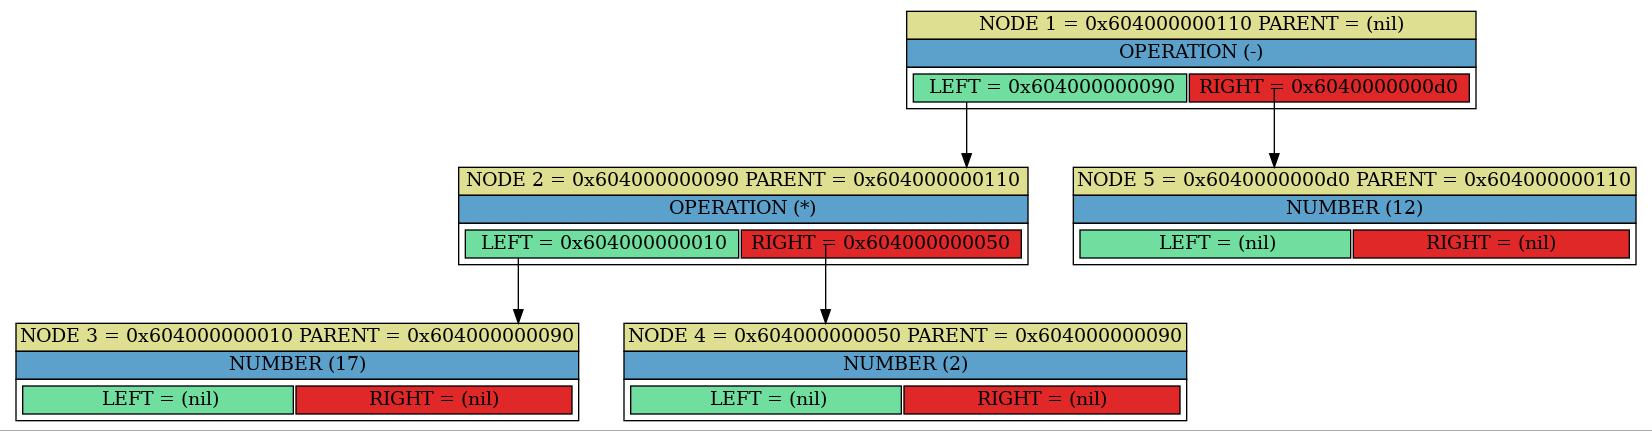 NODE 1 = 0x604000000110 PARENT = (nil)
OPERATION (-)
LEFT = 0x604000000090 RIGHT = 0x6040000000d0
NODE 2 = 0x604000000090 PARENT = 0x604000000110
OPERATION (*)
LEFT = 0x604000000010 RIGHT = 0x604000000050
NODE 5 = 0x6040000000d0 PARENT = 0x604000000110
NUMBER (12)
LEFT = (nil) RIGHT = (nil)
NODE 3 = 0x604000000010 PARENT = 0x604000000090
NUMBER (17)
LEFT = (nil) RIGHT = (nil)
NODE 4 = 0x604000000050 PARENT = 0x604000000090
NUMBER (2)
LEFT = (nil) RIGHT = (nil)